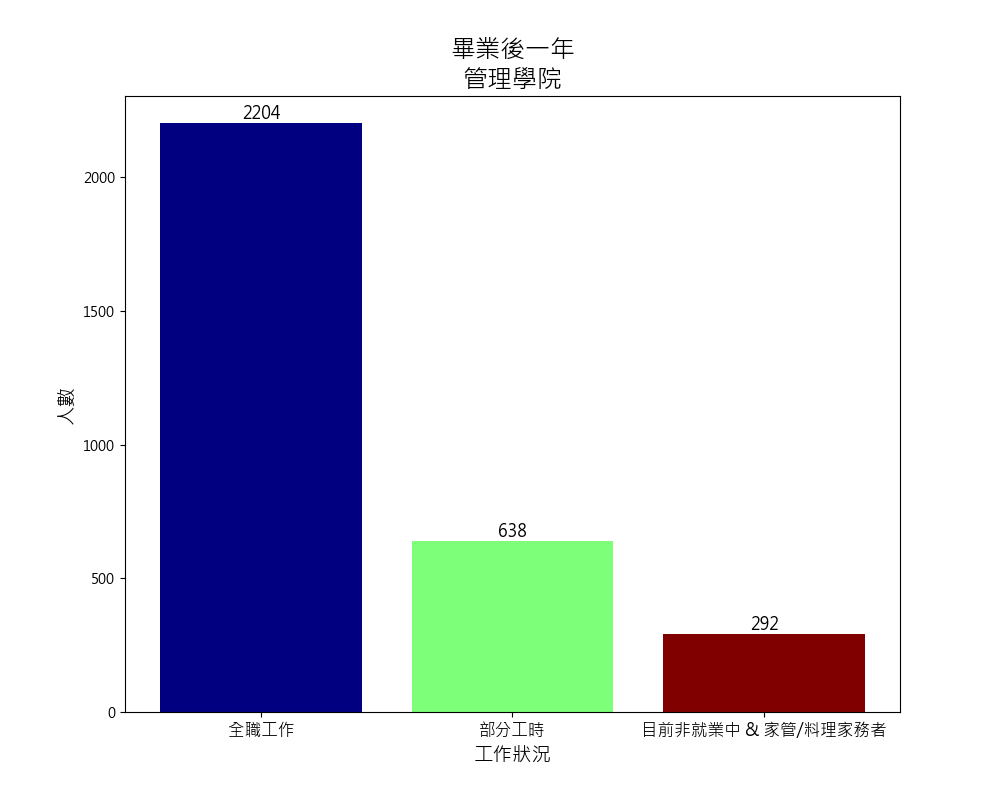 畢業後一年
管理學院
2204
2000
1500
人數
1000
638
500
292
0
全職工作
部分工時
目前非就業中 & 家管/料理家務者
工作狀況